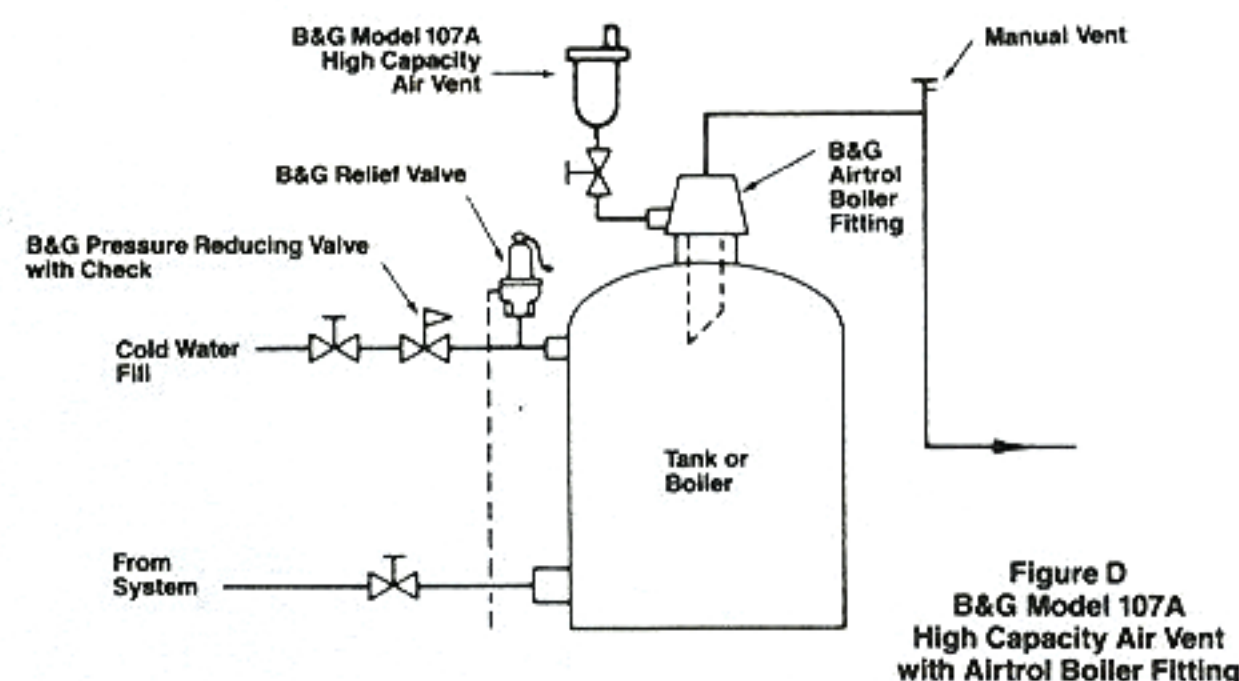 B&G Model 107A
High Capacity
Air Vent
Manual Vent
B&G
Airtrol
Boiler
Fitting
B&G Relief Valve
B&G Pressure Reducing Valve
with Check
Cold Water
Fill
Tank or
Boiler
From
System
Figure D
B&G Model 107A
High Capacity Air Vent
with Airtrol Boiler Fitting